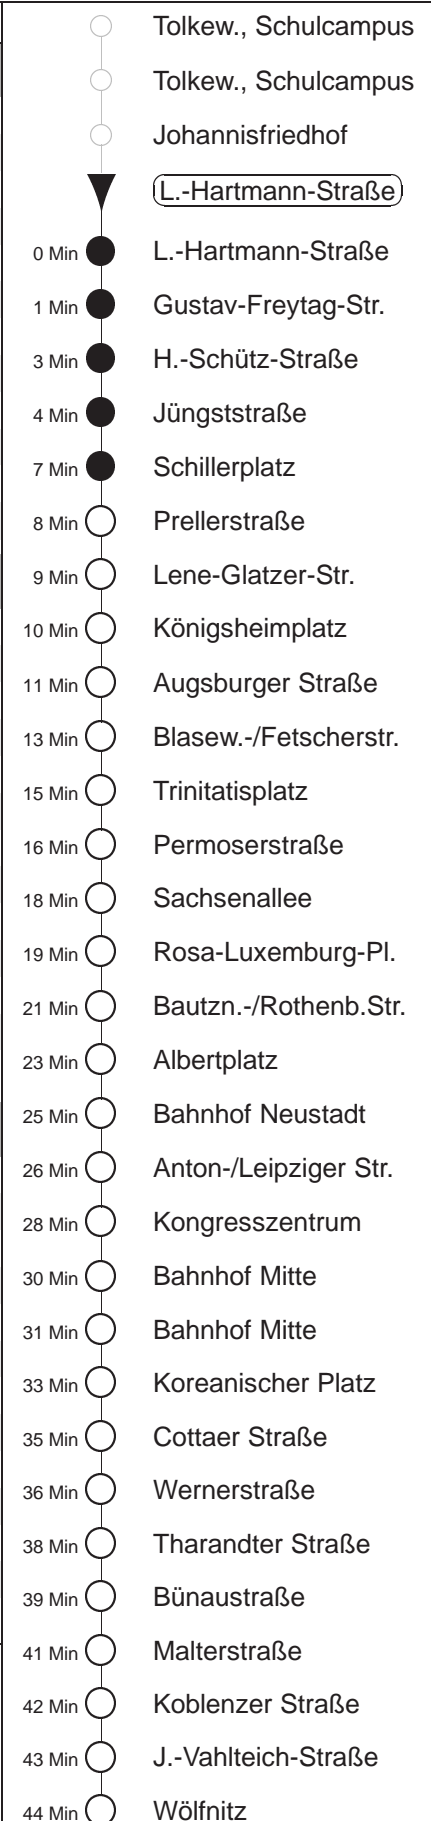 Tolkew., Schulcampus
Tolkew., Schulcampus
Johannisfriedhof
L.-Hartmann-Straße
0 Min L.-Hartmann-Straße
1 Min Gustav-Freytag-Str.
3 Min H.-Schütz-Straße
4 Min Jüngststraße
7 Min Schillerplatz
8 Min Prellerstraße
9 Min Lene-Glatzer-Str.
10 Min Königsheimplatz
11 Min Augsburger Straße
13 Min Blasew.-/Fetscherstr.
15 Min Trinitatisplatz
16 Min Permoserstraße
18 Min Sachsenallee
19 Min Rosa-Luxemburg-Pl.
21 Min Bautzn.-/Rothenb.Str.
23 Min Albertplatz
25 Min Bahnhof Neustadt
26 Min Anton-/Leipziger Str.
28 Min Kongresszentrum
30 Min Bahnhof Mitte
31 Min Bahnhof Mitte
33 Min Koreanischer Platz
35 Min Cottaer Straße
36 Min Wernerstraße
38 Min Tharandter Straße
39 Min Bünaustraße
41 Min Malterstraße
42 Min Koblenzer Straße
43 Min J.-Vahlteich-Straße
44 Min Wölfnitz